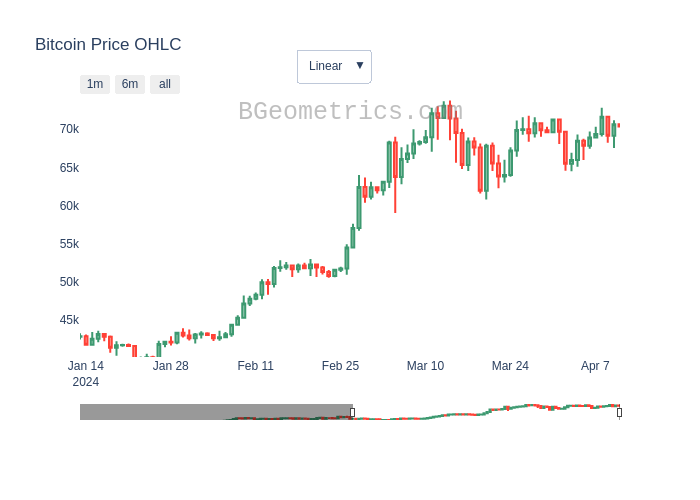 Bitcoin Price OHLC
Linear ▼
1m 6m all
BGeometrics.com
70k
65k
60k
55k
50k
45k
Jan 14 Jan 28 Feb 11 Feb 25 Mar 10 Mar 24 Apr 7
2024